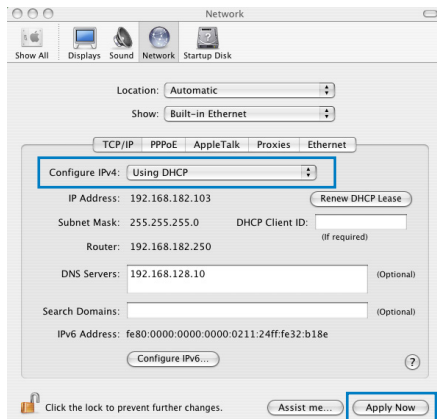 Network
Show All Displays Sound Network Startup Disk
Location: Automatic
Show: Built-in Ethernet
TCP/IP PPPoE AppleTalk Proxies Ethernet
Configure IPv4: Using DHCP
IP Address: 192.168.182.103 Renew DHCP Lease
Subnet Mask: 255.255.255.0 DHCP Client ID:
(If required)
Router: 192.168.182.250
DNS Servers: 192.168.128.10 (Optional)
Search Domains: (Optional)
IPv6 Address: fe80:0000:0000:0000:0211:24ff:fe32:b18e
Configure IPv6... ?
Click the lock to prevent further changes. Assist me... Apply Now